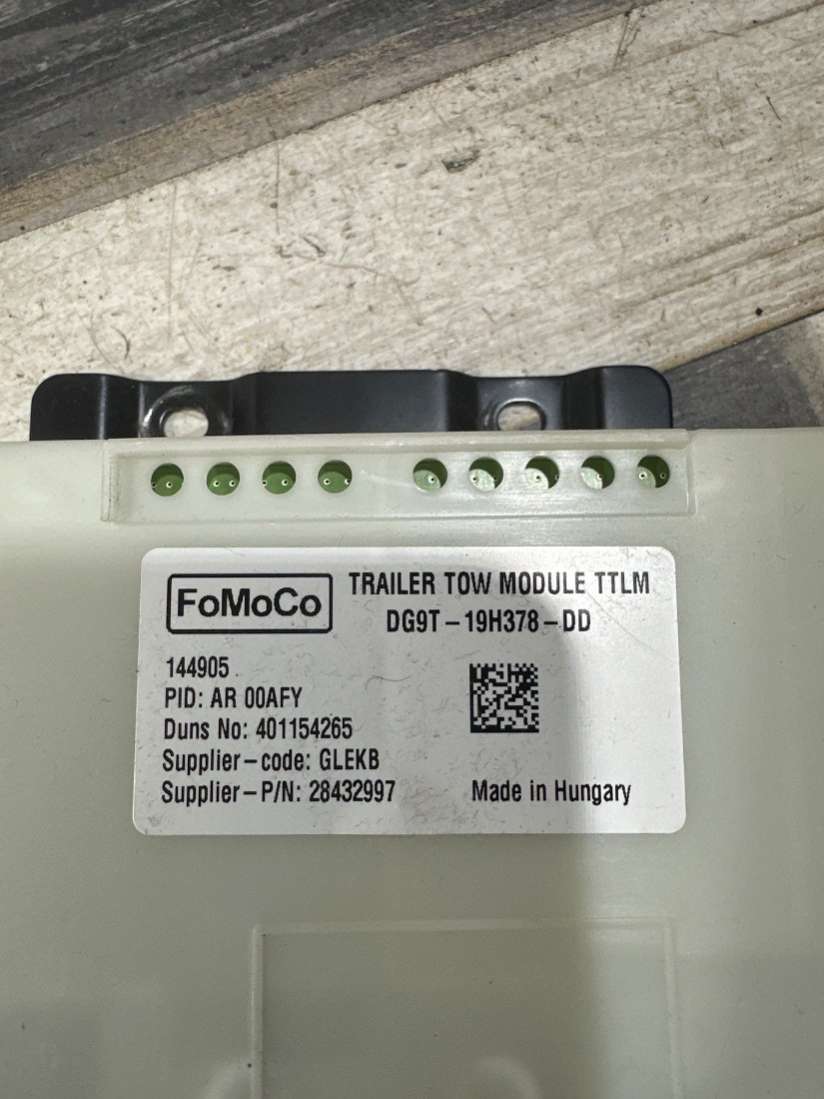 FoMoCo
TRAILER TOW MODULE TTLM
DG9T-19H378-DD
144905
PID: AR 00AFY
Duns No: 401154265
Supplier-code: GLEKB
Supplier-P/N: 28432997
Made in Hungary